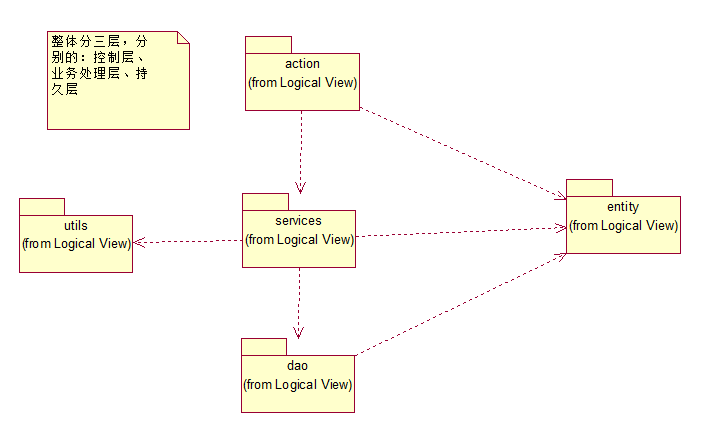 整体分三层，分
别的：控制层、
业务处理层、持
久层
action
(from Logical View)
utils
(from Logical View)
services
(from Logical View)
entity
(from Logical View)
dao
(from Logical View)